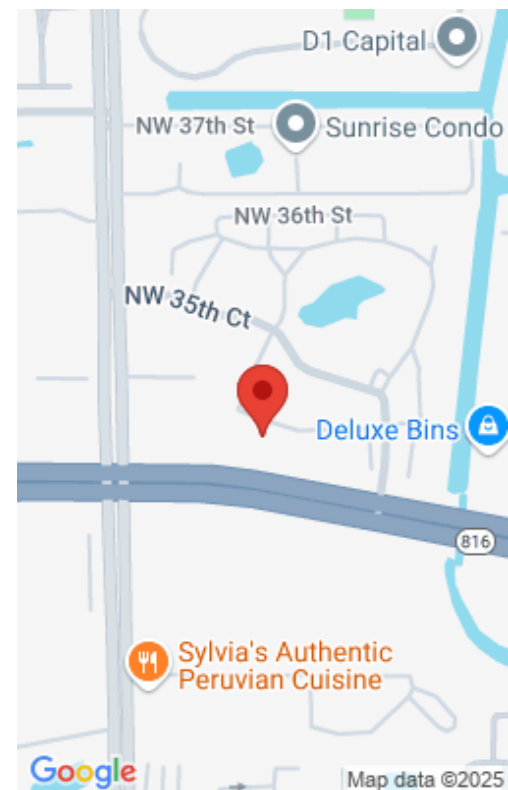 D1 Capital
NW 37th St
Sunrise Condo
NW 36th St
NW 35th Ct
Deluxe Bins
816
Sylvia's Authentic
Peruvian Cuisine
Google
Map data ©2025